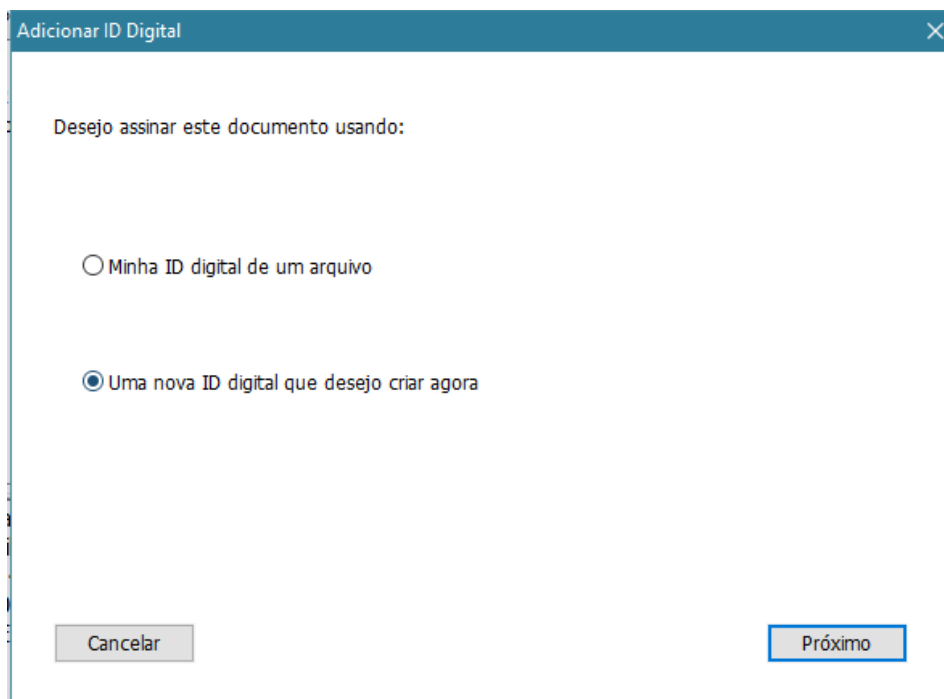 Adicionar ID Digital
Desejo assinar este documento usando:
Minha ID digital de um arquivo
Uma nova ID digital que desejo criar agora
Cancelar
Próximo